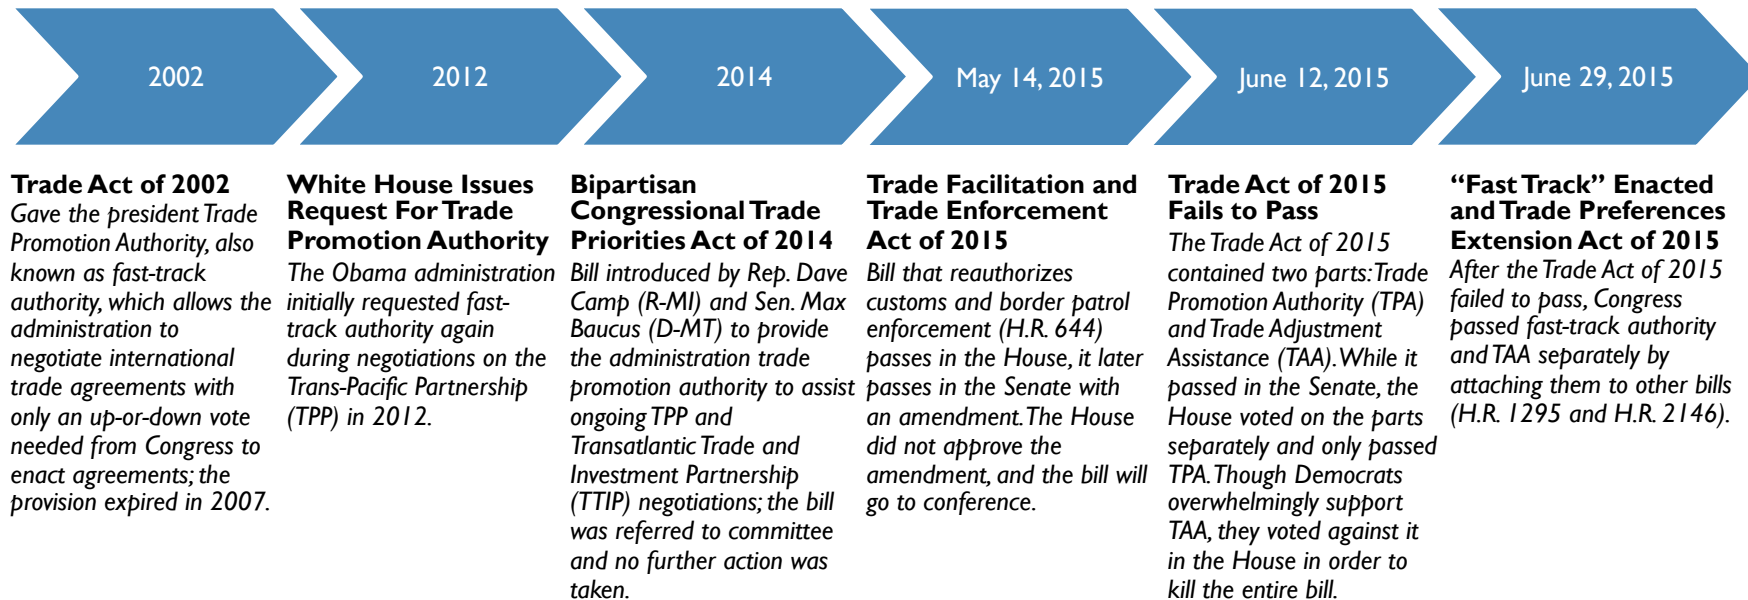 2002
2012
2014
May 14, 2015
June 12, 2015
June 29, 2015
Trade Act of 2002
Gave the president Trade
Promotion Authority, also
known as fast-track
authority, which allows the
administration to
negotiate international
trade agreements with
only an up-or-down vote
needed from Congress to
enact agreements; the
provision expired in 2007.
White House Issues
Request For Trade
Promotion Authority
The Obama administration
initially requested fast-
track authority again
during negotiations on the
Trans-Pacific Partnership
(TPP) in 2012.
Bipartisan
Congressional Trade
Priorities Act of 2014
Bill introduced by Rep. Dave
Camp (R-MI) and Sen. Max
Baucus (D-MT) to provide
the administration trade
promotion authority to assist
ongoing TPP and
Transatlantic Trade and
Investment Partnership
(TTIP) negotiations; the bill
was referred to committee
and no further action was
taken.
Trade Facilitation and
Trade Enforcement
Act of 2015
Bill that reauthorizes
customs and border patrol
enforcement (H.R. 644)
passes in the House, it later
passes in the Senate with
an amendment. The House
did not approve the
amendment, and the bill will
go to conference.
Trade Act of 2015
Fails to Pass
The Trade Act of 2015
contained two parts: Trade
Promotion Authority (TPA)
and Trade Adjustment
Assistance (TAA). While it
passed in the Senate, the
House voted on the parts
separately and only passed
TPA. Though Democrats
overwhelmingly support
TAA, they voted against it
in the House in order to
kill the entire bill.
“Fast Track” Enacted
and Trade Preferences
Extension Act of 2015
After the Trade Act of 2015
failed to pass, Congress
passed fast-track authority
and TAA separately by
attaching them to other bills
(H.R. 1295 and H.R. 2146).